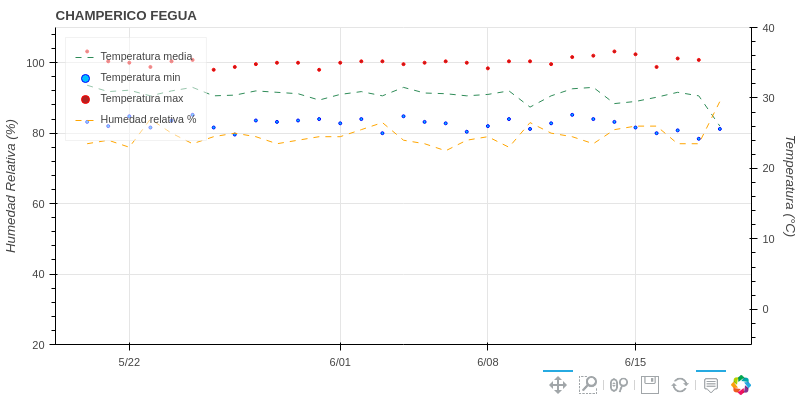 CHAMPERICO FEGUA
Temperatura media
Temperatura min
Temperatura max
Humedad relativa %
Humedad Relativa (%)
100
80
60
40
20
Temperatura (°C)
40
30
20
10
0
5/22
6/01
6/08
6/15